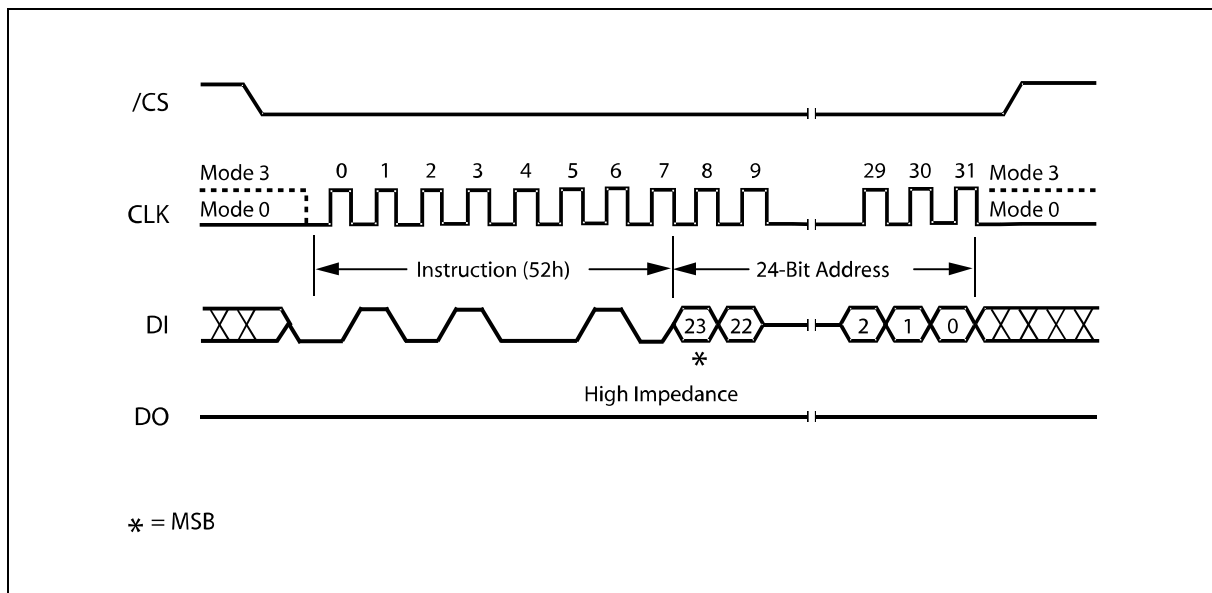 /CS
Mode 3
0 1 2 3 4 5 6 7 8 9 29 30 31
Mode 3
CLK
Mode 0
Mode 0
Instruction (52h)
24-Bit Address
DI
23 22 2 1 0
*
High Impedance
DO
* = MSB